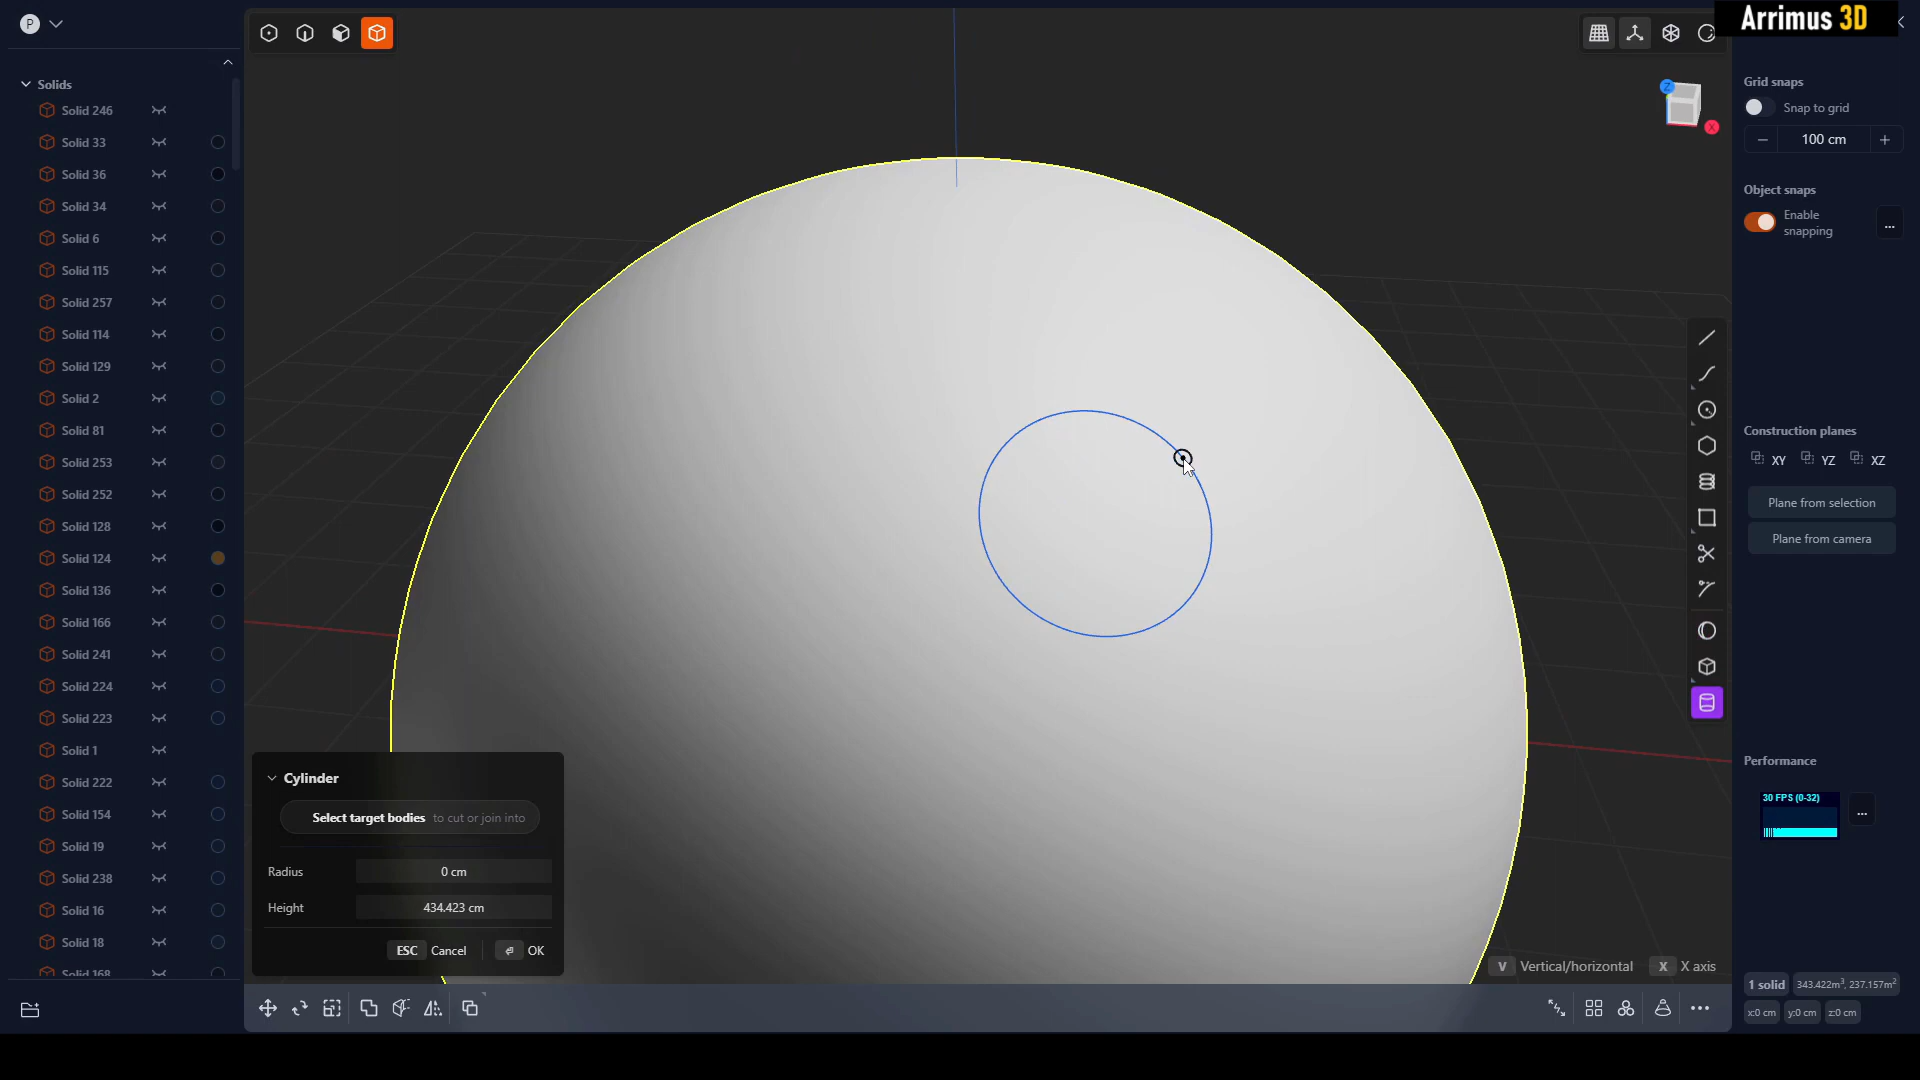 P
Arrimus 3D
Solids
Solid 246
Solid 33
Solid 36
Solid 34
Solid 6
Solid 115
Solid 257
Solid 114
Solid 129
Solid 2
Solid 81
Solid 253
Solid 252
Solid 128
Solid 124
Solid 136
Solid 166
Solid 241
Solid 224
Solid 223
Solid 1
Solid 222
Solid 154
Solid 19
Solid 238
Solid 16
Solid 18
Solid 168
Z
X
Cylinder
Select target bodies to cut or join into
Radius 0 cm
Height 434.423 cm
ESC Cancel OK
V Vertical/horizontal X X axis
Grid snaps
Snap to grid
100 cm
Object snaps
Enable
snapping
...
Construction planes
XY YZ XZ
Plane from selection
Plane from camera
Performance
30 FPS (0-32)
...
1 solid 343.422m³, 237.157m²
x:0 cm y:0 cm z:0 cm